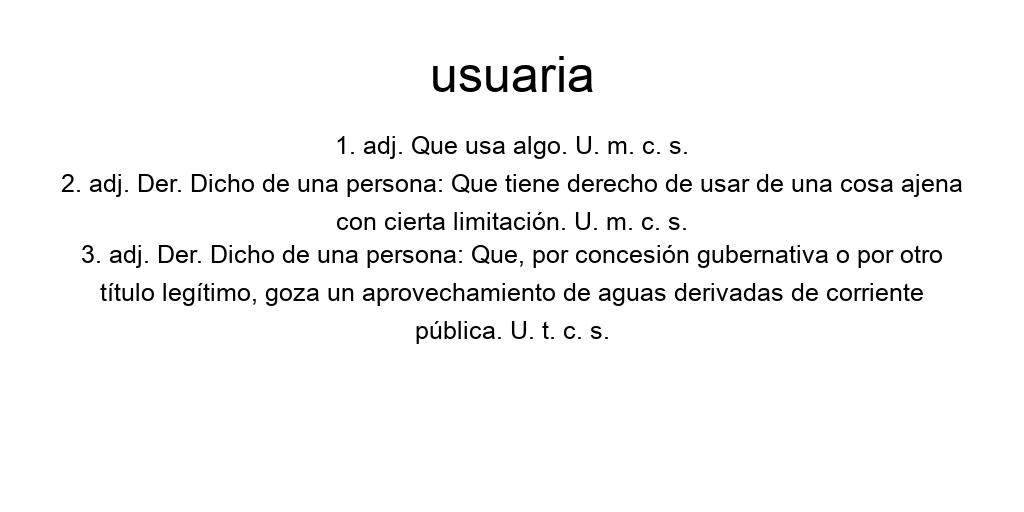 usuaria
1. adj. Que usa algo. U. m. c. s.
2. adj. Der. Dicho de una persona: Que tiene derecho de usar de una cosa ajena
con cierta limitación. U. m. c. s.
3. adj. Der. Dicho de una persona: Que, por concesión gubernativa o por otro
título legítimo, goza un aprovechamiento de aguas derivadas de corriente
pública. U. t. c. s.